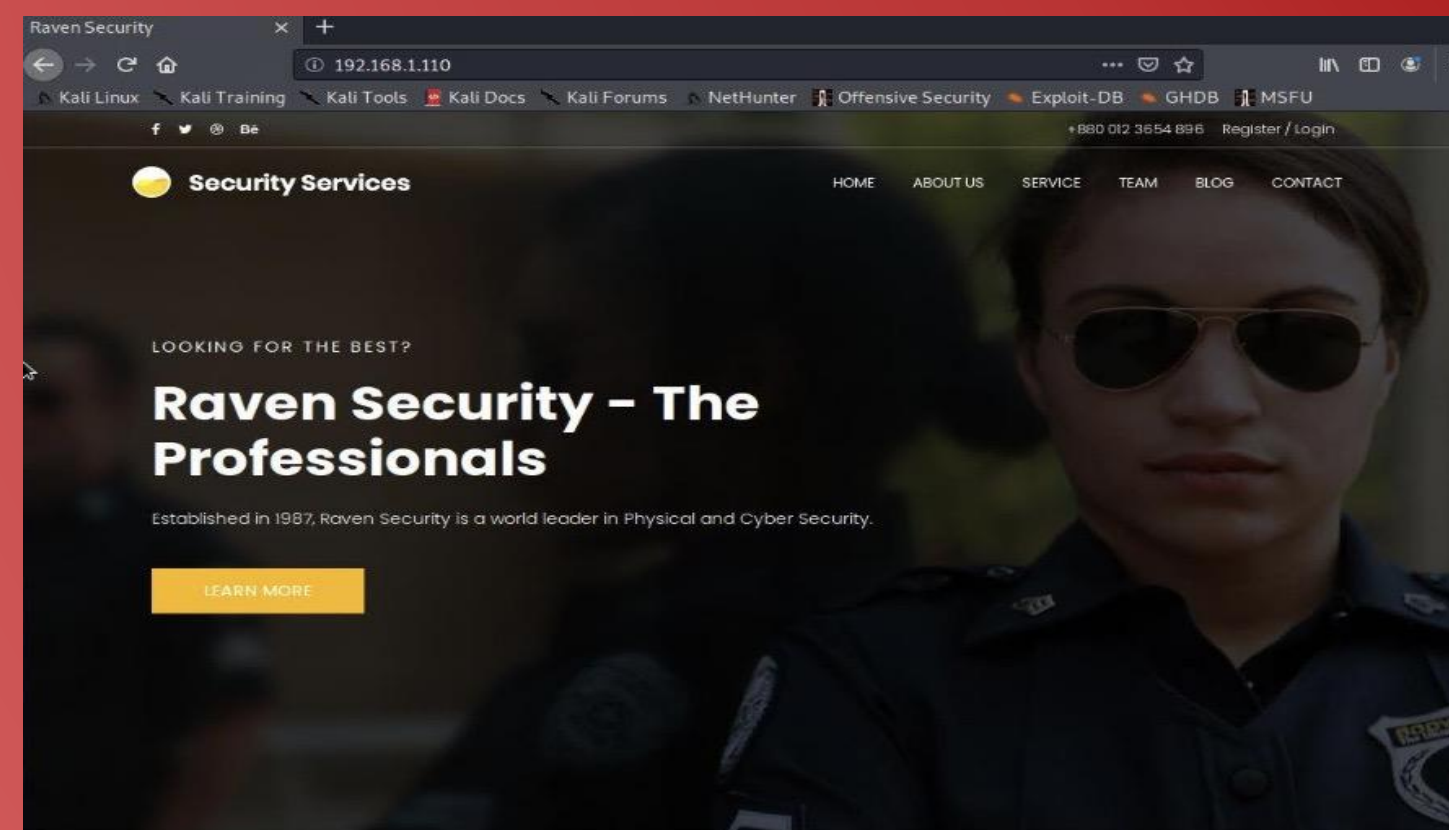 Raven Security
192.168.1.110
Kali Linux Kali Training Kali Tools Kali Docs Kali Forums NetHunter Offensive Security Exploit-DB GHDB MSFU
Bē +880 012 3654 896 Register / Login
Security Services HOME ABOUT US SERVICE TEAM BLOG CONTACT
LOOKING FOR THE BEST?
Raven Security - The
Professionals
Established in 1987, Raven Security is a world leader in Physical and Cyber Security.
LEARN MORE